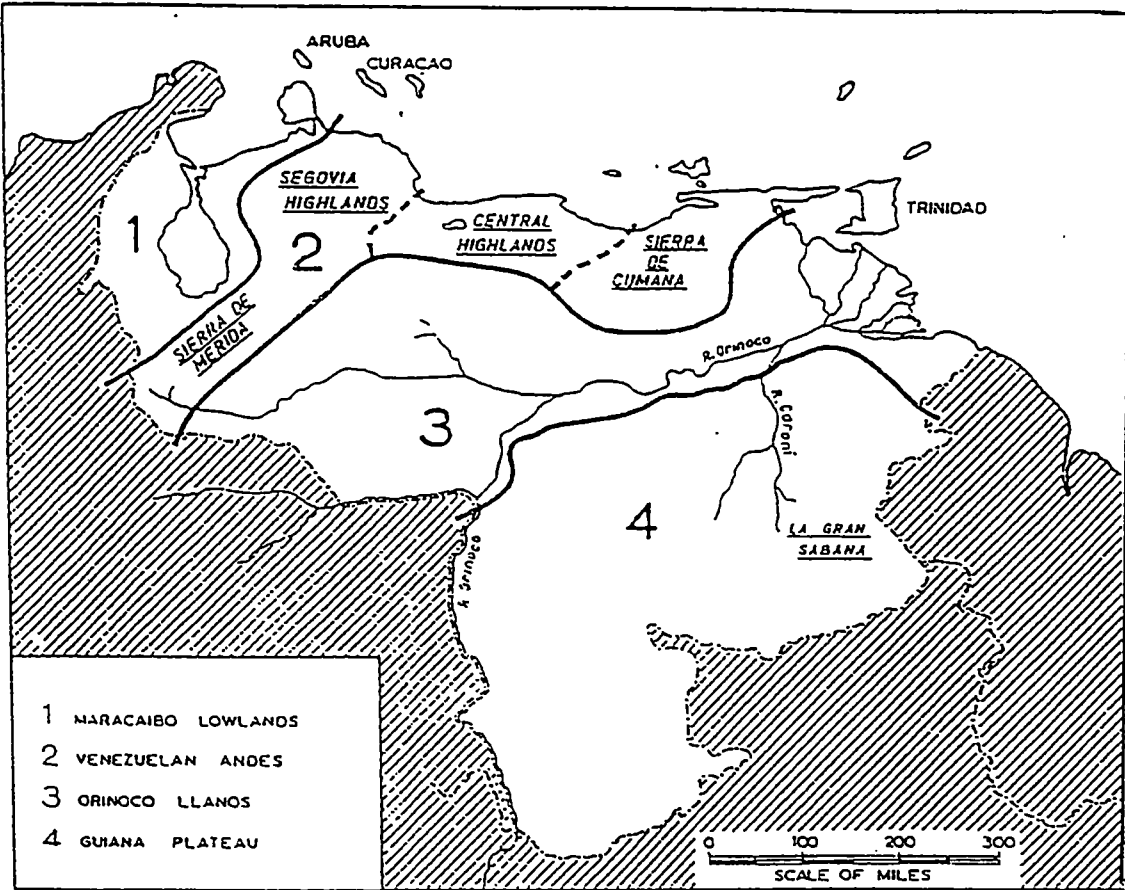 ARUBA
CURACAO
SEGOVIA
HIGHLANDS
CENTRAL
HIGHLANDS
SIERRA
DE
CUMANA
TRINIDAD
1
2
SIERRA DE
MERIDA
R. Orinoco
R. Caroni
3
4
LA GRAN
SABANA
R. Orinoco
1 MARACAIBO LOWLANDS
2 VENEZUELAN ANDES
3 ORINOCO LLANOS
4 GUIANA PLATEAU
0 100 200 300
SCALE OF MILES